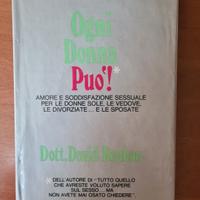 Ogni
Donna
Può!*
AMORE E SODDISFAZIONE SESSUALE
PER LE DONNE SOLE, LE VEDOVE,
LE DIVORZIATE... E LE SPOSATE
Dott. David Reuben
*DELL'AUTORE DI "TUTTO QUELLO
CHE AVRESTE VOLUTO SAPERE
SUL SESSO... MA
NON AVETE MAI OSATO CHIEDERE"